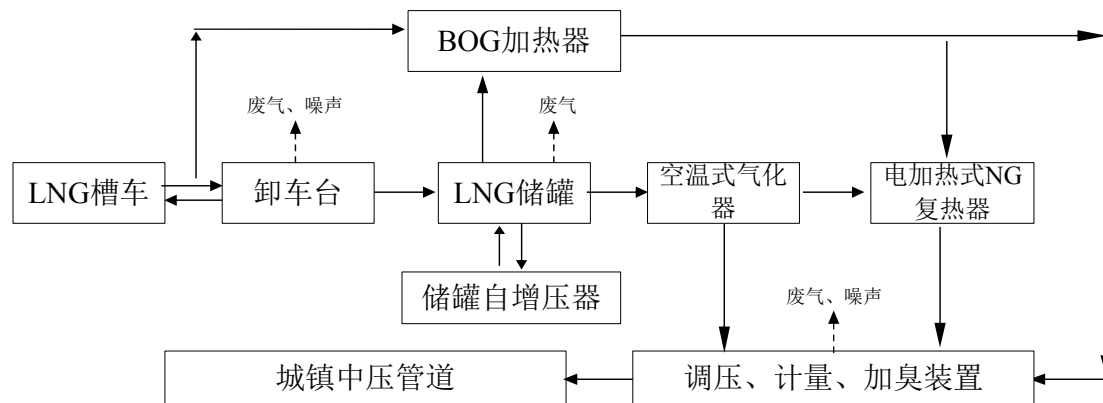 BOG加热器
废气、噪声
废气
LNG槽车
卸车台
LNG储罐
空温式气化
器
电加热式NG
复热器
储罐自增压器
废气、噪声
城镇中压管道
调压、计量、加臭装置